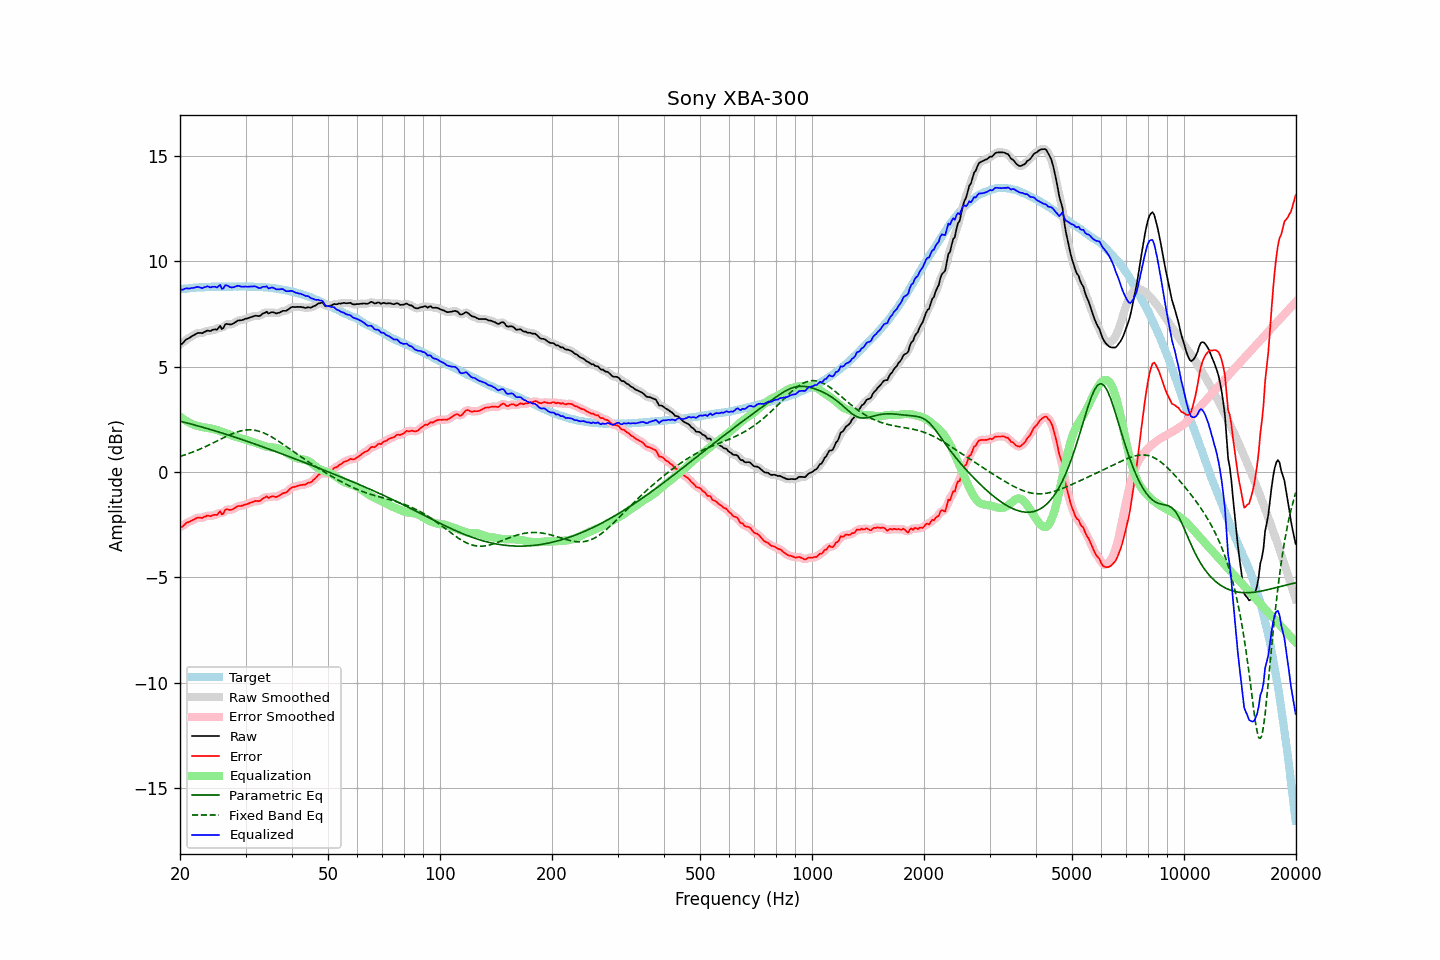 Sony XBA-300
Amplitude (dBr)
15
10
5
0
−5
−10
−15
Target
Raw Smoothed
Error Smoothed
Raw
Error
Equalization
Parametric Eq
Fixed Band Eq
Equalized
20 50 100 200 500 1000 2000 5000 10000 20000
Frequency (Hz)